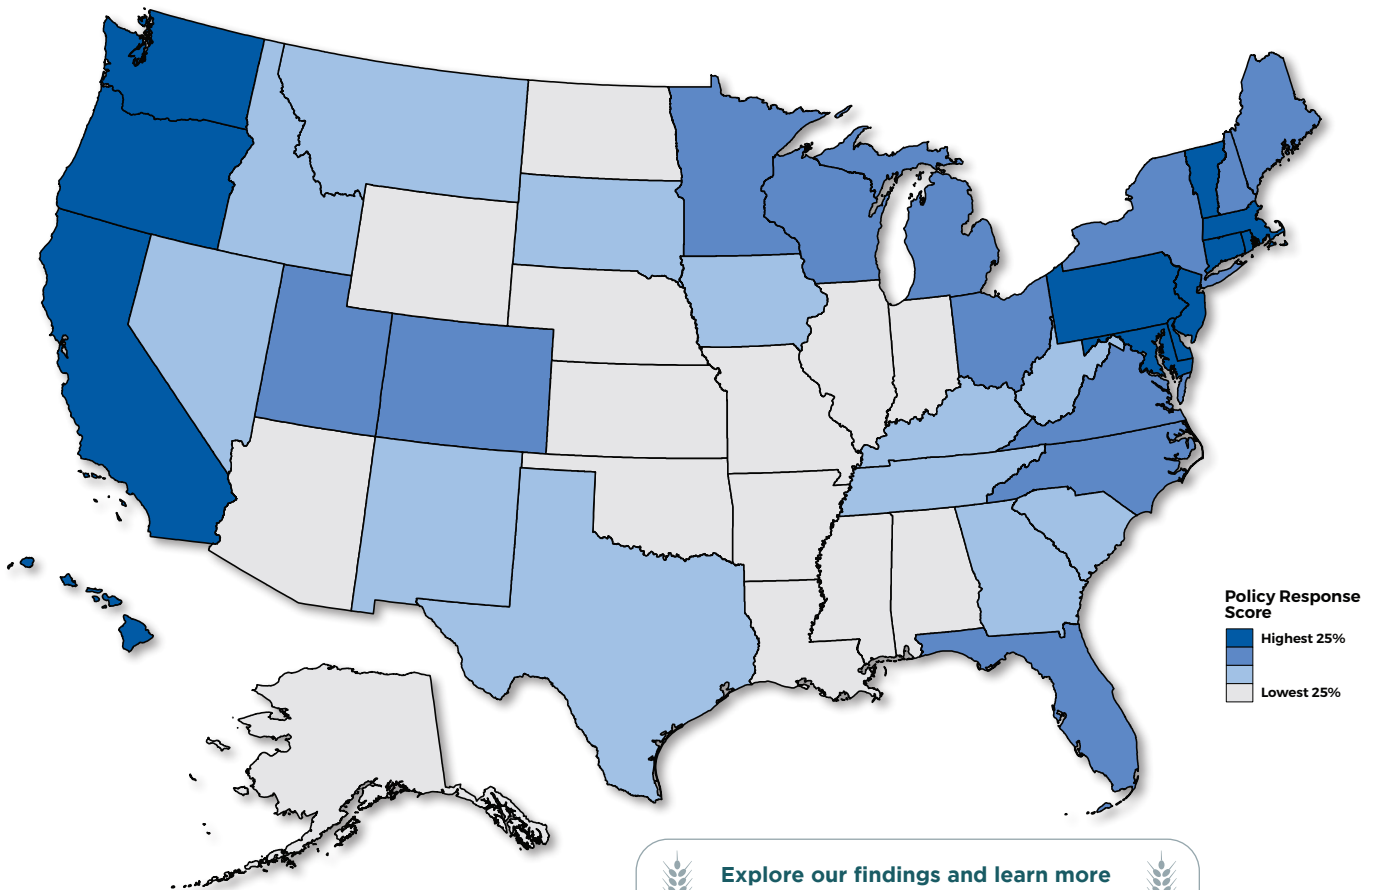 Policy Response
Score
Highest 25%
Lowest 25%
Explore our findings and learn more